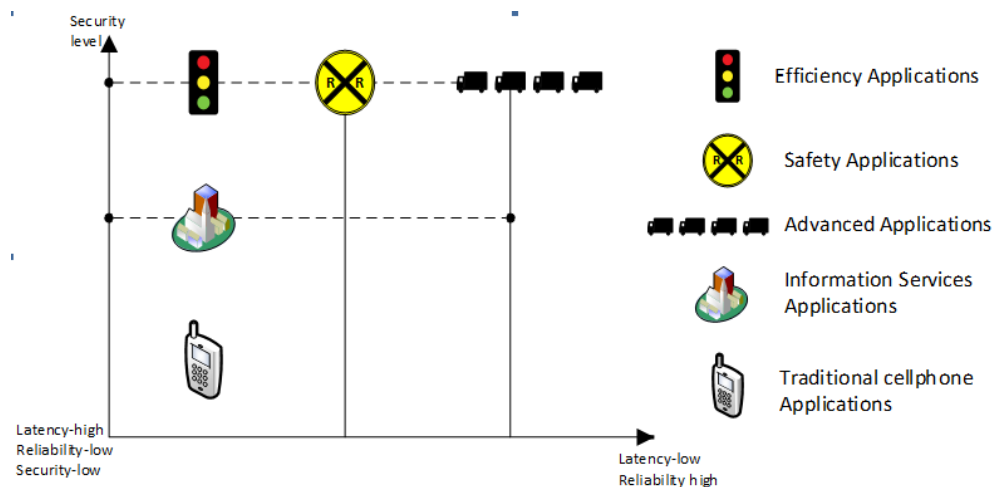 Security
level
R R
Efficiency Applications
R R
Safety Applications
Advanced Applications
Information Services
Applications
Traditional cellphone
Applications
Latency-high
Reliability-low
Security-low
Latency-low
Reliability high